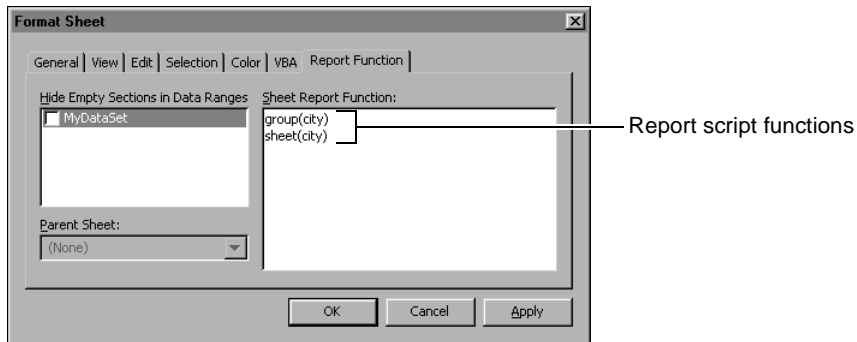 Format Sheet
General View Edit Selection Color VBA Report Function
Hide Empty Sections in Data Ranges
MyDataSet
Parent Sheet:
(None)
Sheet Report Function:
group(city)
sheet(city)
Report script functions
OK Cancel Apply